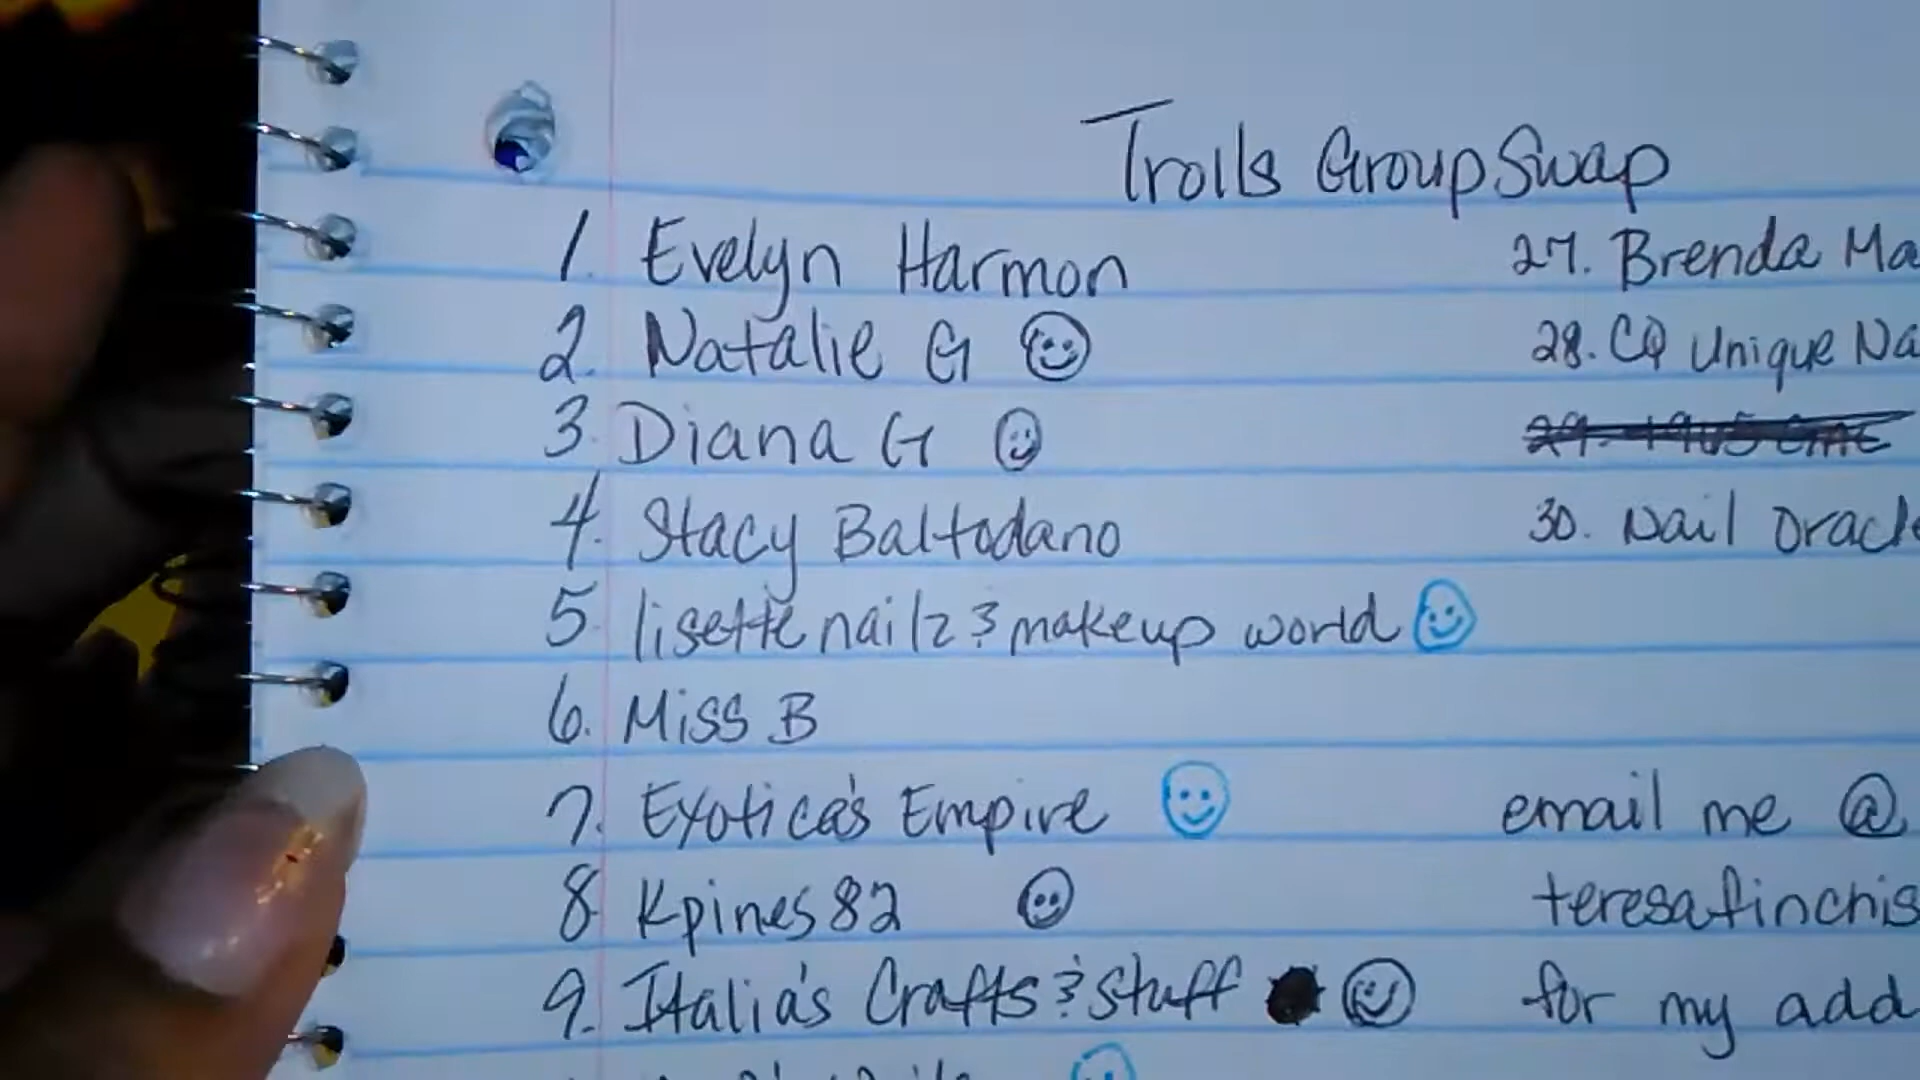 Trolls Group Swap
1. Evelyn Harmon
2. Natalie G
3. Diana G
4. Stacy Baltodano
5. lisette nailz & makeup world
6. Miss B
7. Exotica's Empire
8. Kpines82
9. Italia's Crafts & Stuff
27. Brenda Ma
28. CQ Unique Na
29.
30. Nail Oracle
email me @
teresafinchis
for my add